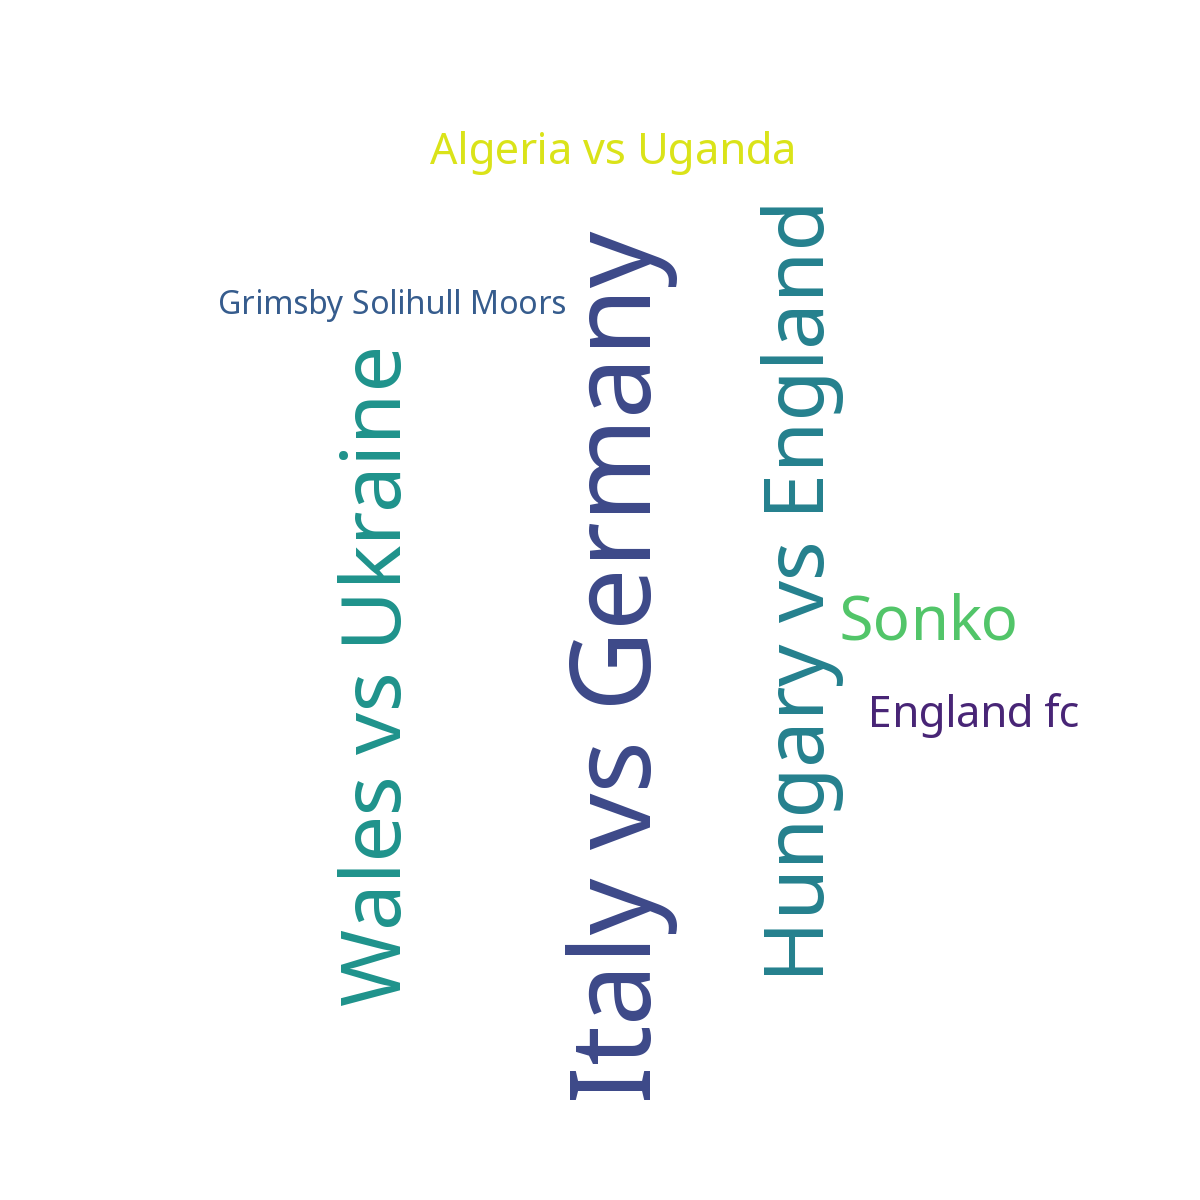 Algeria vs Uganda
Grimsby Solihull Moors
Wales vs Ukraine
Italy vs Germany
Hungary vs England
Sonko
England fc